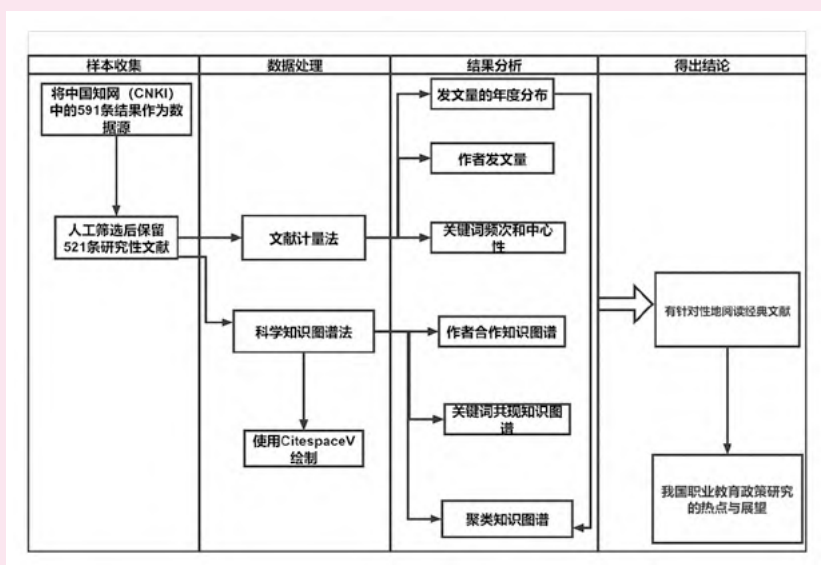 样本收集
数据处理
结果分析
得出结论
将中国知网（CNKI）
中的591条结果作为数
据源
人工筛选后保留
521条研究性文献
文献计量法
科学知识图谱法
使用CitespaceV
绘制
发文量的年度分布
作者发文量
关键词频次和中心
性
作者合作知识图谱
关键词共现知识图
谱
聚类知识图谱
有针对性地阅读经典文献
我国职业教育政策研究
的热点与展望